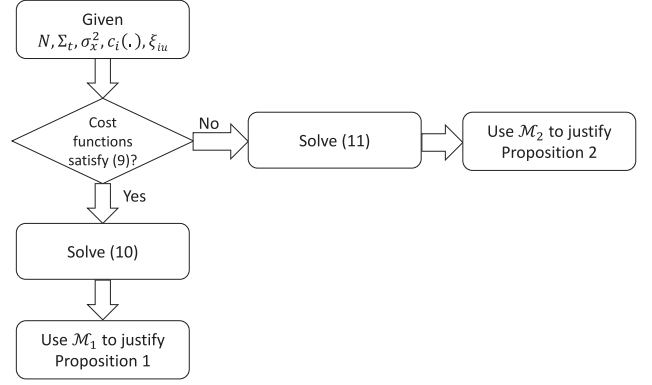 Given
N, Σ_t, σ_x^2, c_i(.), ξ_iu
Cost
functions
satisfy (9)?
No
Solve (11)
Use ℳ_2 to justify
Proposition 2
Yes
Solve (10)
Use ℳ_1 to justify
Proposition 1